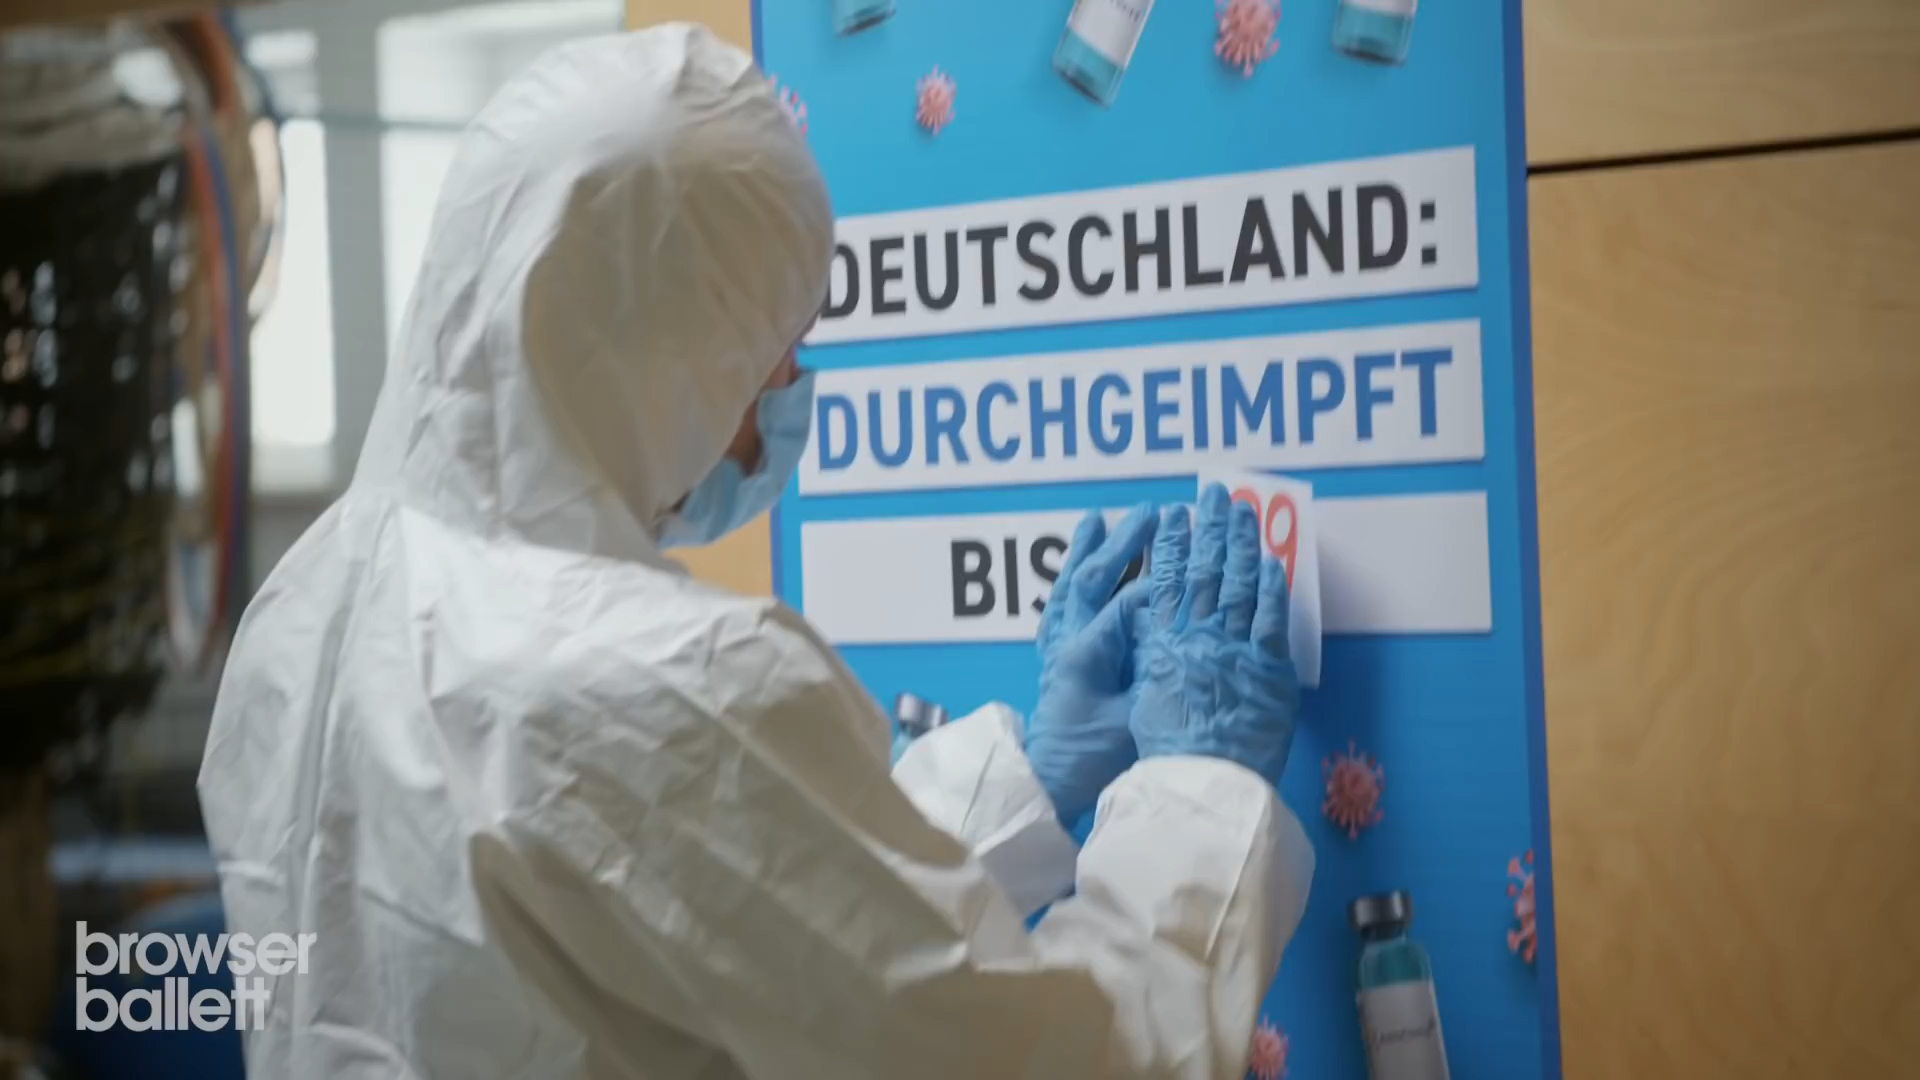 DEUTSCHLAND:
DURCHGEIMPFT
BIS
browser
ballett